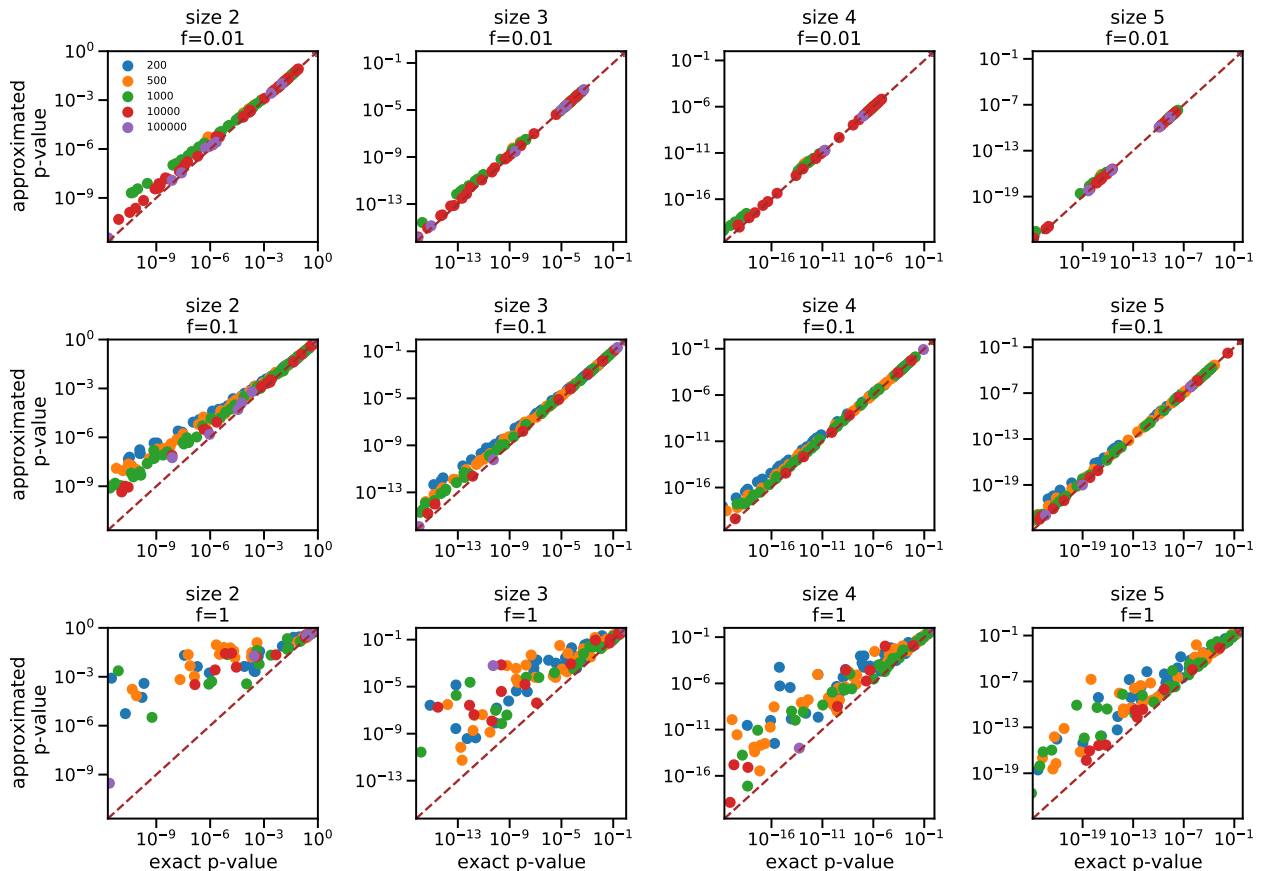 size 2
f=0.01
size 3
f=0.01
size 4
f=0.01
size 5
f=0.01
approximated
p-value
10⁰
10⁻³
10⁻⁶
10⁻⁹
200
500
1000
10000
100000
10⁻⁹ 10⁻⁶ 10⁻³ 10⁰
10⁻¹
10⁻⁵
10⁻⁹
10⁻¹³
10⁻¹³ 10⁻⁹ 10⁻⁵ 10⁻¹
10⁻¹
10⁻⁶
10⁻¹¹
10⁻¹⁶
10⁻¹⁶ 10⁻¹¹ 10⁻⁶ 10⁻¹
10⁻¹
10⁻⁷
10⁻¹³
10⁻¹⁹
10⁻¹⁹ 10⁻¹³ 10⁻⁷ 10⁻¹
size 2
f=0.1
size 3
f=0.1
size 4
f=0.1
size 5
f=0.1
approximated
p-value
10⁰
10⁻³
10⁻⁶
10⁻⁹
10⁻⁹ 10⁻⁶ 10⁻³ 10⁰
10⁻¹
10⁻⁵
10⁻⁹
10⁻¹³
10⁻¹³ 10⁻⁹ 10⁻⁵ 10⁻¹
10⁻¹
10⁻⁶
10⁻¹¹
10⁻¹⁶
10⁻¹⁶ 10⁻¹¹ 10⁻⁶ 10⁻¹
10⁻¹
10⁻⁷
10⁻¹³
10⁻¹⁹
10⁻¹⁹ 10⁻¹³ 10⁻⁷ 10⁻¹
size 2
f=1
size 3
f=1
size 4
f=1
size 5
f=1
approximated
p-value
10⁰
10⁻³
10⁻⁶
10⁻⁹
10⁻⁹ 10⁻⁶ 10⁻³ 10⁰
exact p-value
10⁻¹
10⁻⁵
10⁻⁹
10⁻¹³
10⁻¹³ 10⁻⁹ 10⁻⁵ 10⁻¹
exact p-value
10⁻¹
10⁻⁶
10⁻¹¹
10⁻¹⁶
10⁻¹⁶ 10⁻¹¹ 10⁻⁶ 10⁻¹
exact p-value
10⁻¹
10⁻⁷
10⁻¹³
10⁻¹⁹
10⁻¹⁹ 10⁻¹³ 10⁻⁷ 10⁻¹
exact p-value